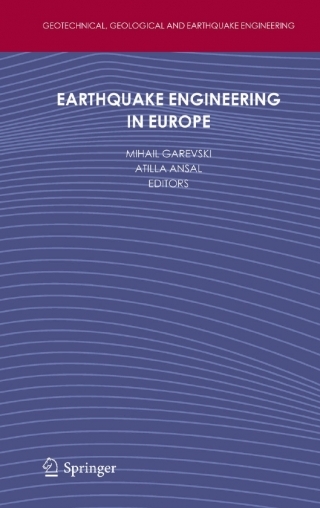 GEOTECHNICAL, GEOLOGICAL AND EARTHQUAKE ENGINEERING
EARTHQUAKE ENGINEERING
IN EUROPE
MIHAIL GAREVSKI
ATILLA ANSAL
EDITORS
Springer